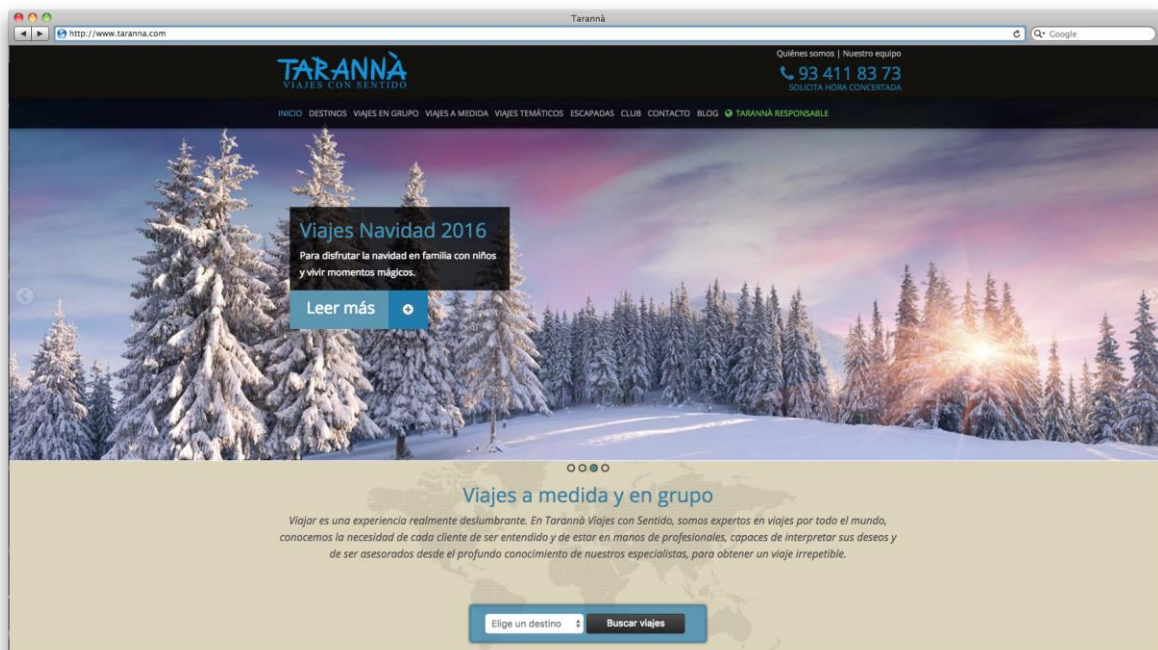 Tarannà
http://www.taranna.com
Google
TARANNÀ
VIAJES CON SENTIDO
Quiénes somos | Nuestro equipo
93 411 83 73
SOLICITA HORA CONCERTADA
INICIO DESTINOS VIAJES EN GRUPO VIAJES A MEDIDA VIAJES TEMÁTICOS ESCAPADAS CLUB CONTACTO BLOG TARANNÀ RESPONSABLE
Viajes Navidad 2016
Para disfrutar la navidad en familia con niños
y vivir momentos mágicos.
Leer más
Viajes a medida y en grupo
Viajar es una experiencia realmente deslumbrante. En Tarannà Viajes con Sentido, somos expertos en viajes por todo el mundo,
conocemos la necesidad de cada cliente de ser entendido y de estar en manos de profesionales, capaces de interpretar sus deseos y
de ser asesorados desde el profundo conocimiento de nuestros especialistas, para obtener un viaje irrepetible.
Elige un destino
Buscar viajes